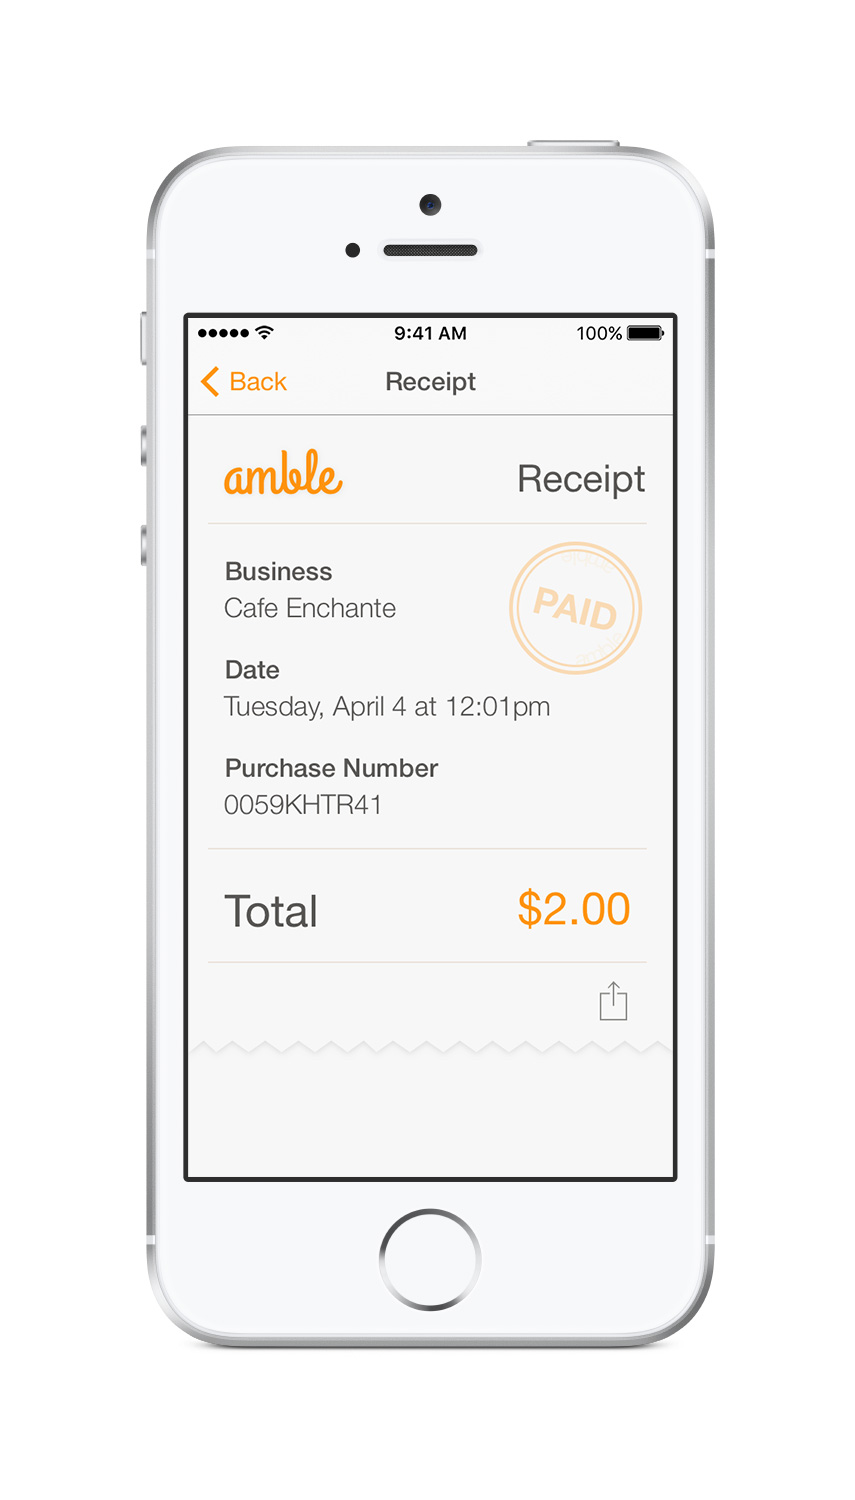 9:41 AM 100%
Back Receipt
amble Receipt
Business
Cafe Enchante
PAID
amble
Date
Tuesday, April 4 at 12:01pm
Purchase Number
0059KHTR41
Total $2.00